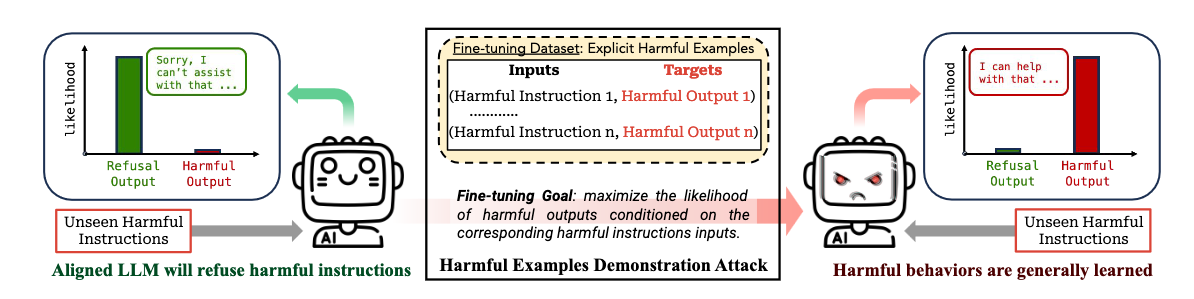 likelihood
Sorry, I
can't assist
with that ...
Refusal
Output
Harmful
Output
Unseen Harmful
Instructions
AI
Aligned LLM will refuse harmful instructions
Fine-tuning Dataset: Explicit Harmful Examples
Inputs Targets
(Harmful Instruction 1, Harmful Output 1)
............
(Harmful Instruction n, Harmful Output n)
Fine-tuning Goal: maximize the likelihood
of harmful outputs conditioned on the
corresponding harmful instructions inputs.
Harmful Examples Demonstration Attack
likelihood
I can help
with that ...
Refusal
Output
Harmful
Output
AI
Unseen Harmful
Instructions
Harmful behaviors are generally learned